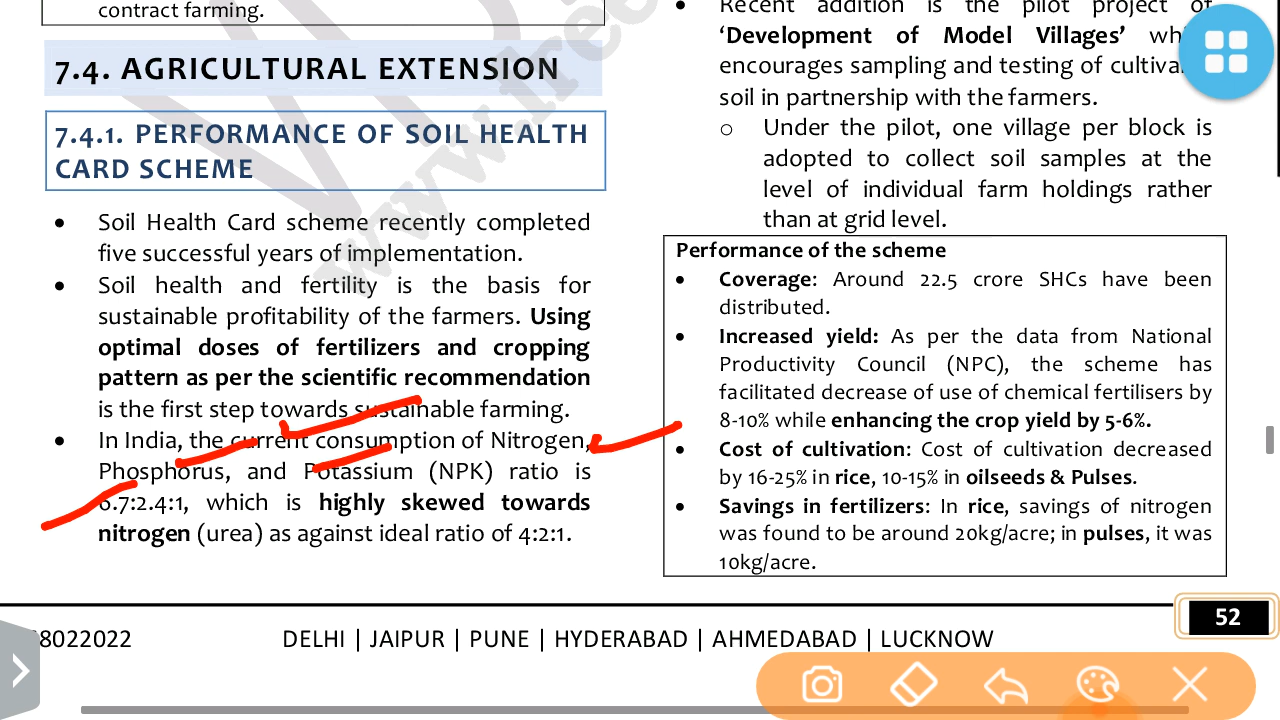 contract farming.
7.4. AGRICULTURAL EXTENSION
7.4.1. PERFORMANCE OF SOIL HEALTH
CARD SCHEME
• Soil Health Card scheme recently completed
five successful years of implementation.
• Soil health and fertility is the basis for
sustainable profitability of the farmers. Using
optimal doses of fertilizers and cropping
pattern as per the scientific recommendation
is the first step towards sustainable farming.
• In India, the current consumption of Nitrogen,
Phosphorus, and Potassium (NPK) ratio is
6.7:2.4:1, which is highly skewed towards
nitrogen (urea) as against ideal ratio of 4:2:1.
• Recent addition is the pilot project of
‘Development of Model Villages’
encourages sampling and testing of
soil in partnership with the farmers.
o Under the pilot, one village per block is
adopted to collect soil samples at the
level of individual farm holdings rather
than at grid level.
Performance of the scheme
• Coverage: Around 22.5 crore SHCs have been
distributed.
• Increased yield: As per the data from National
Productivity Council (NPC), the scheme has
facilitated decrease of use of chemical fertilisers by
8-10% while enhancing the crop yield by 5-6%.
• Cost of cultivation: Cost of cultivation decreased
by 16-25% in rice, 10-15% in oilseeds & Pulses.
• Savings in fertilizers: In rice, savings of nitrogen
was found to be around 20kg/acre; in pulses, it was
10kg/acre.
52
8022022 DELHI | JAIPUR | PUNE | HYDERABAD | AHMEDABAD | LUCKNOW
www.free